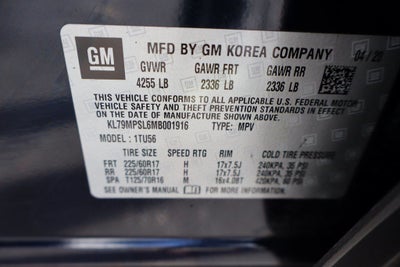 GM
MFD BY GM KOREA COMPANY 04/20
GVWR GAWR FRT GAWR RR
4255 LB 2336 LB 2336 LB
THIS VEHICLE CONFORMS TO ALL APPLICABLE U.S. FEDERAL MOTOR
VEHICLE SAFETY, BUMPER, AND THEFT PREVENTION STANDARDS IN EFFECT
ON THE DATE OF MANUFACTURE SHOWN ABOVE.
KL79MPSL6MB001916 TYPE: MPV
MODEL: 1TU56
TIRE SIZE SPEED RTG RIM COLD TIRE PRESSURE
FRT 225/60R17 H 17x7.5J 240KPA, 35 PSI
RR 225/60R17 H 17x7.5J 240KPA, 35 PSI
SPA T125/70R16 M 16x4.0BT 420KPA, 60 PSI
SEE OWNER'S MANUAL FOR MORE INFORMATION.